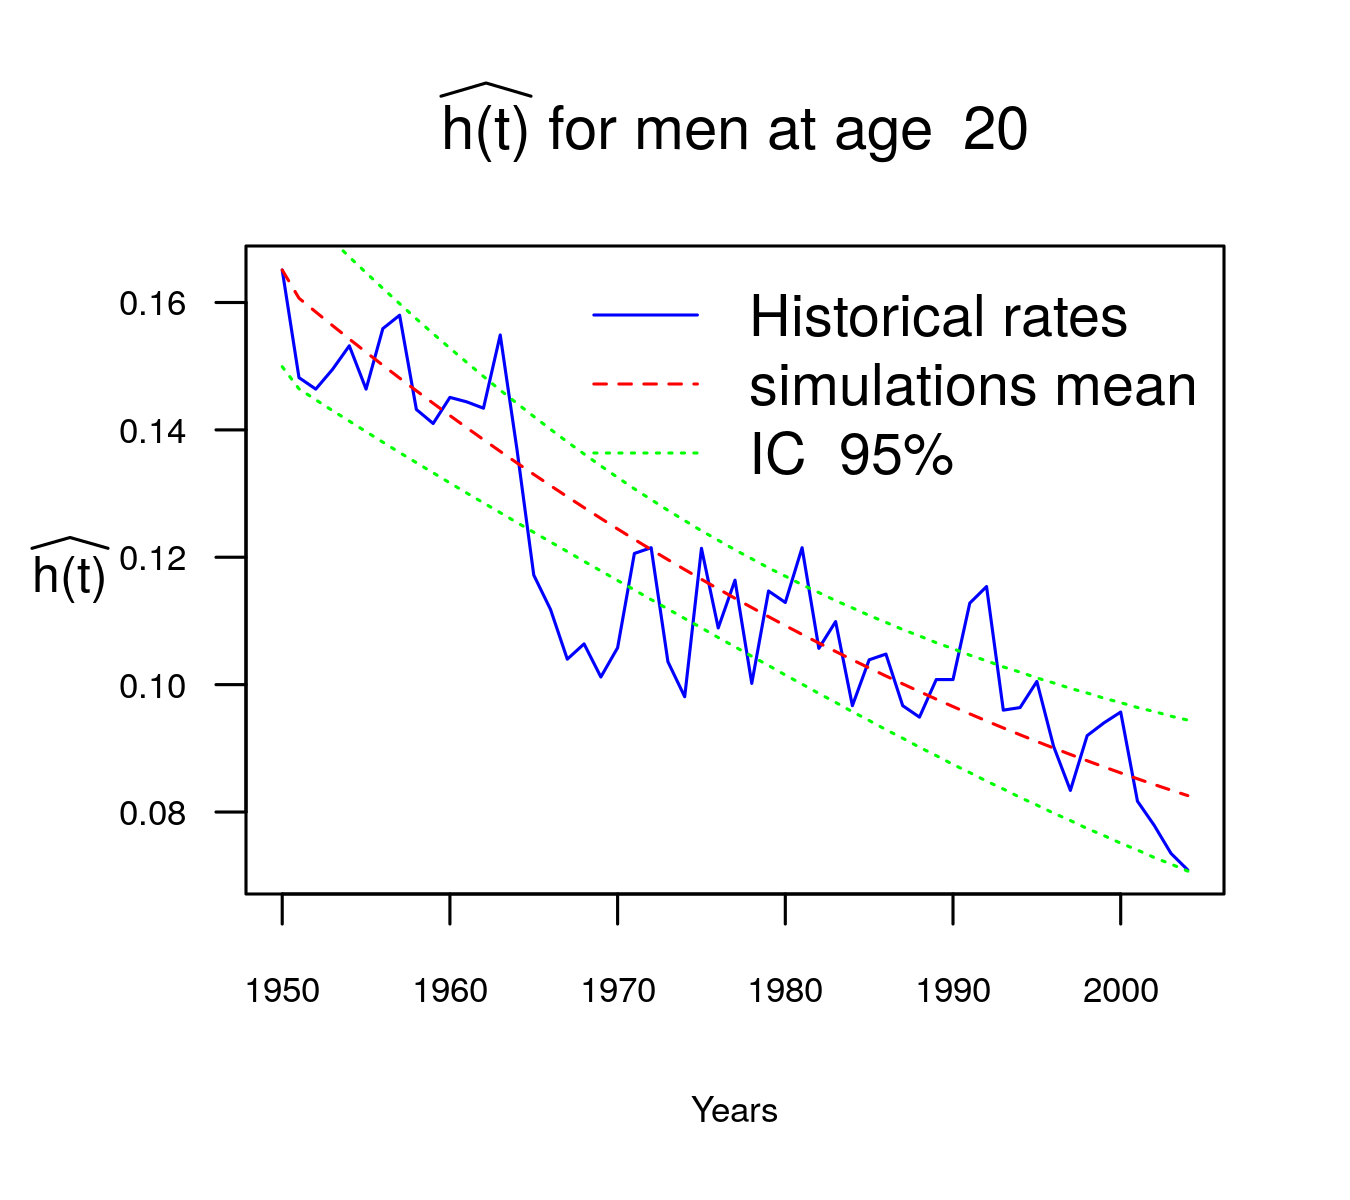 h(t) for men at age 20
Historical rates
simulations mean
IC 95%
0.16
0.14
0.12
0.10
0.08
h(t)
1950 1960 1970 1980 1990 2000
Years